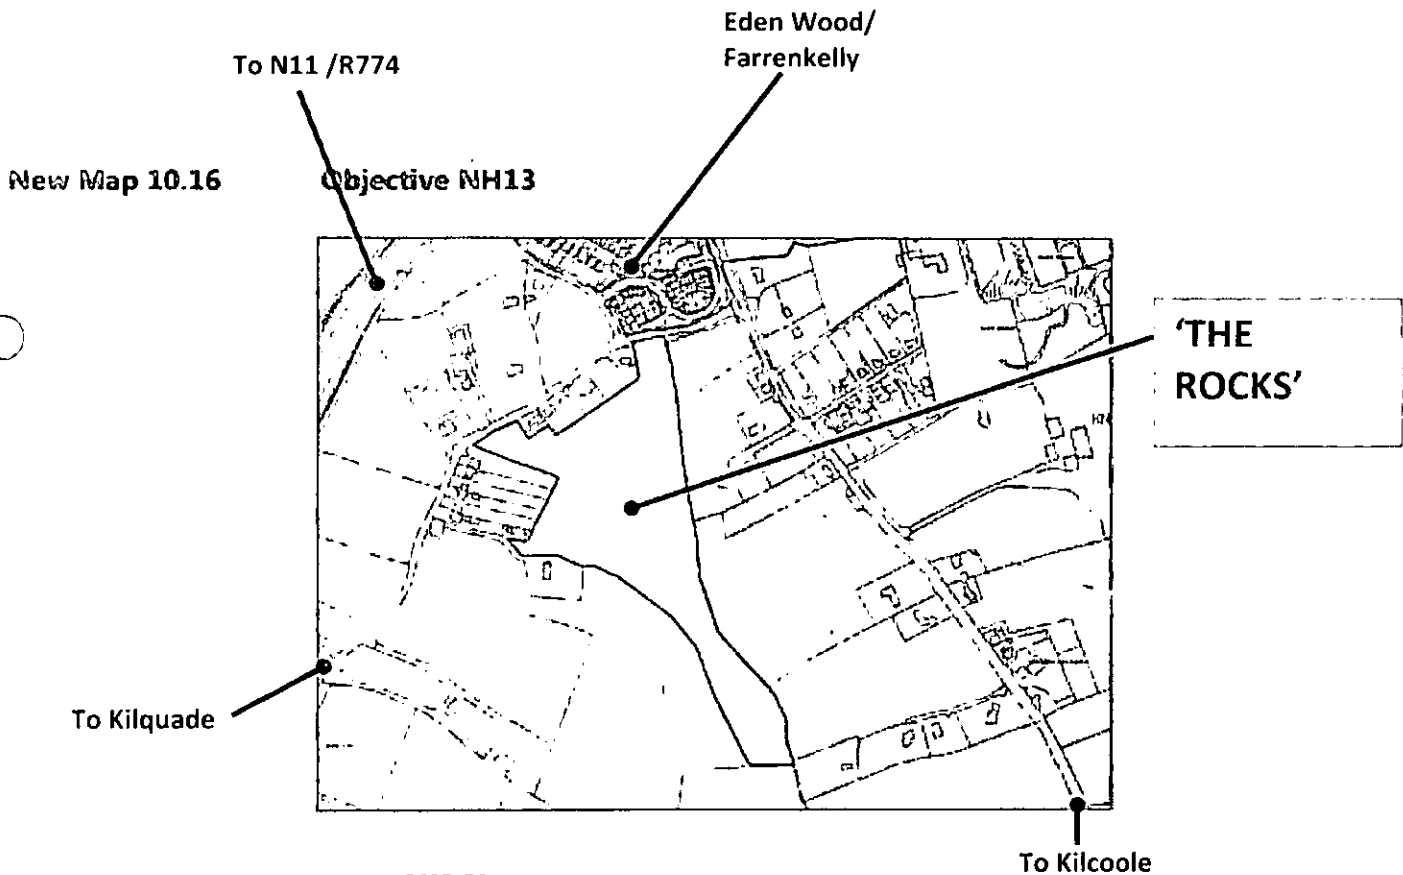 Eden Wood/
Farrenkelly
To N11 /R774
New Map 10.16 Objective NH13
‘THE
ROCKS’
To Kilquade
To Kilcoole